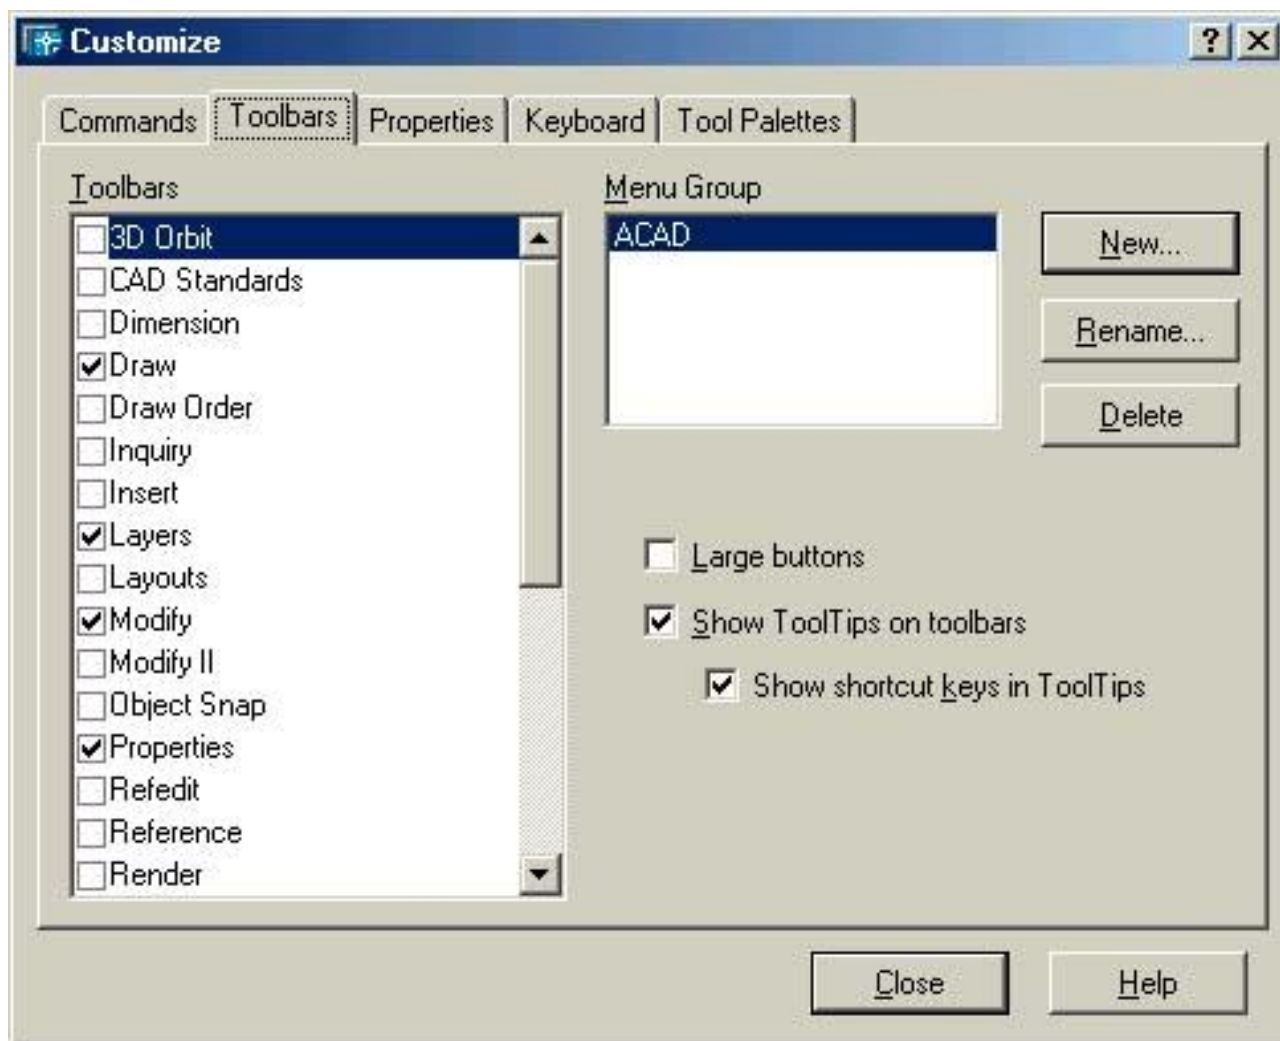 Customize
Commands Toolbars Properties Keyboard Tool Palettes
Toolbars
3D Orbit
CAD Standards
Dimension
Draw
Draw Order
Inquiry
Insert
Layers
Layouts
Modify
Modify II
Object Snap
Properties
Refedit
Reference
Render
Menu Group
ACAD
New...
Rename...
Delete
Large buttons
Show ToolTips on toolbars
Show shortcut keys in ToolTips
Close
Help